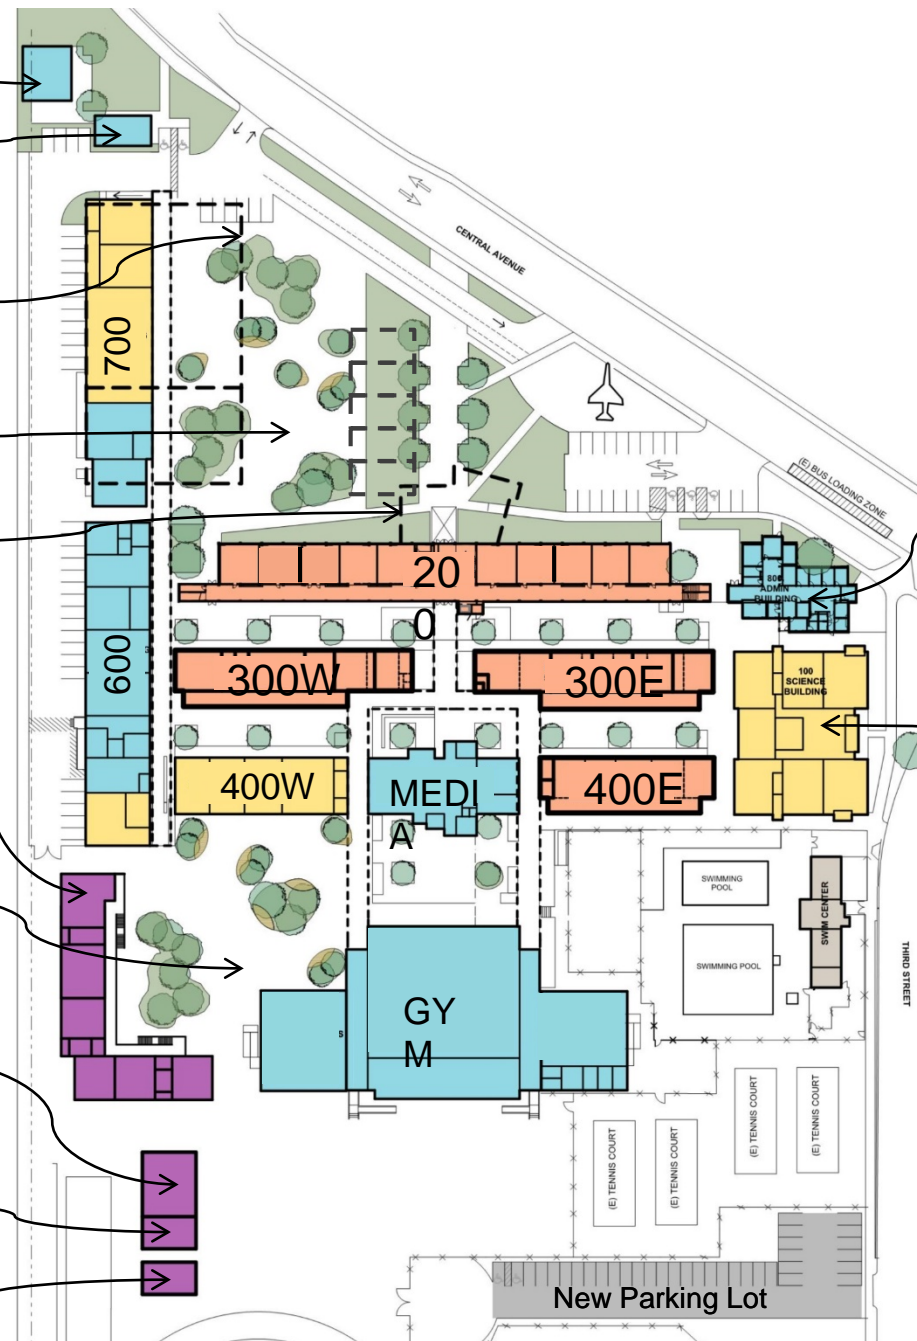 CENTRAL AVENUE
700
(E) BUS LOADING ZONE
20
0
800
ADMIN
BUILDING
600
300W
300E
100
SCIENCE
BUILDING
400W
MEDI
A
400E
SWIMMING
POOL
SWIM CENTER
SWIMMING POOL
THIRD STREET
GY
M
S
(E) TENNIS COURT
(E) TENNIS COURT
(E) TENNIS COURT
(E) TENNIS COURT
New Parking Lot